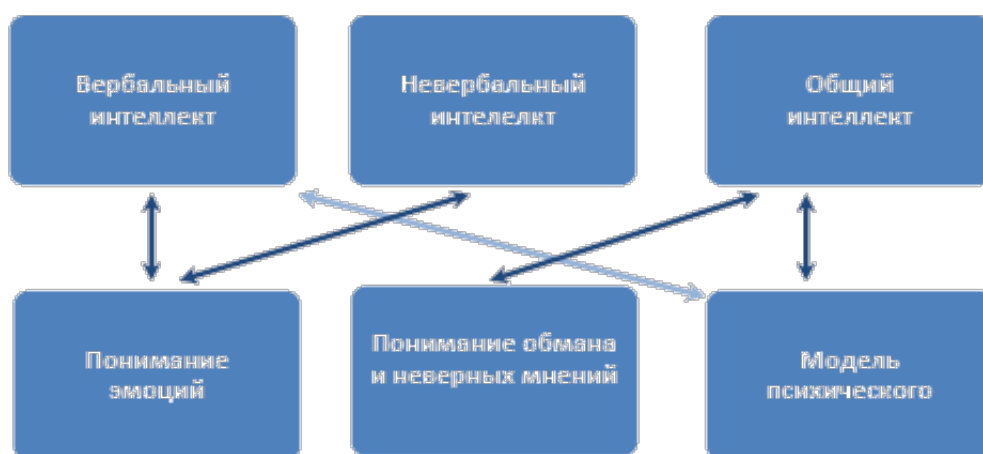 Вербальный
интеллект
Невербальный
интелелкт
Общий
интеллект
Понимание
эмоций
Понимание обмана
и неверных мнений
Модель
психического